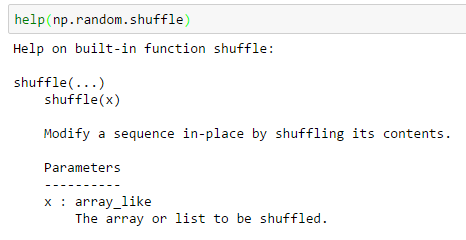 help(np.random.shuffle)
Help on built-in function shuffle:
shuffle(...)
shuffle(x)
Modify a sequence in-place by shuffling its contents.
Parameters
----------
x : array_like
The array or list to be shuffled.